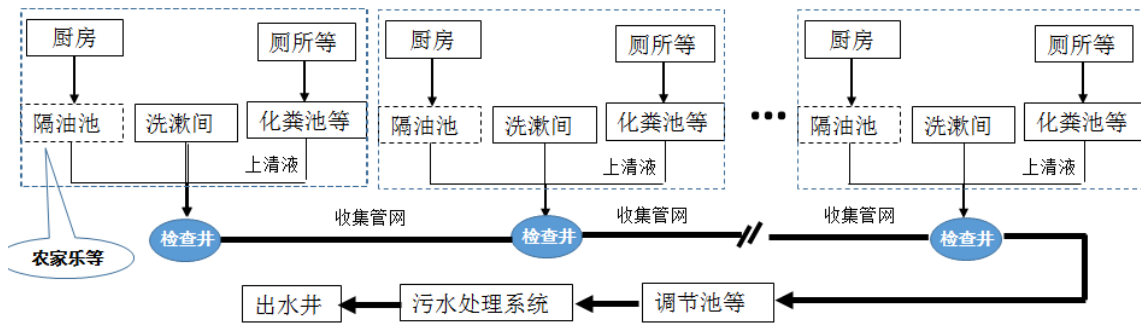 厨房
厕所等
厨房
厕所等
厨房
厕所等
隔油池
洗漱间
化粪池等
隔油池
洗漱间
化粪池等
•••
隔油池
洗漱间
化粪池等
上清液
上清液
上清液
农家乐等
检查井
收集管网
检查井
收集管网
收集管网
检查井
出水井
污水处理系统
调节池等